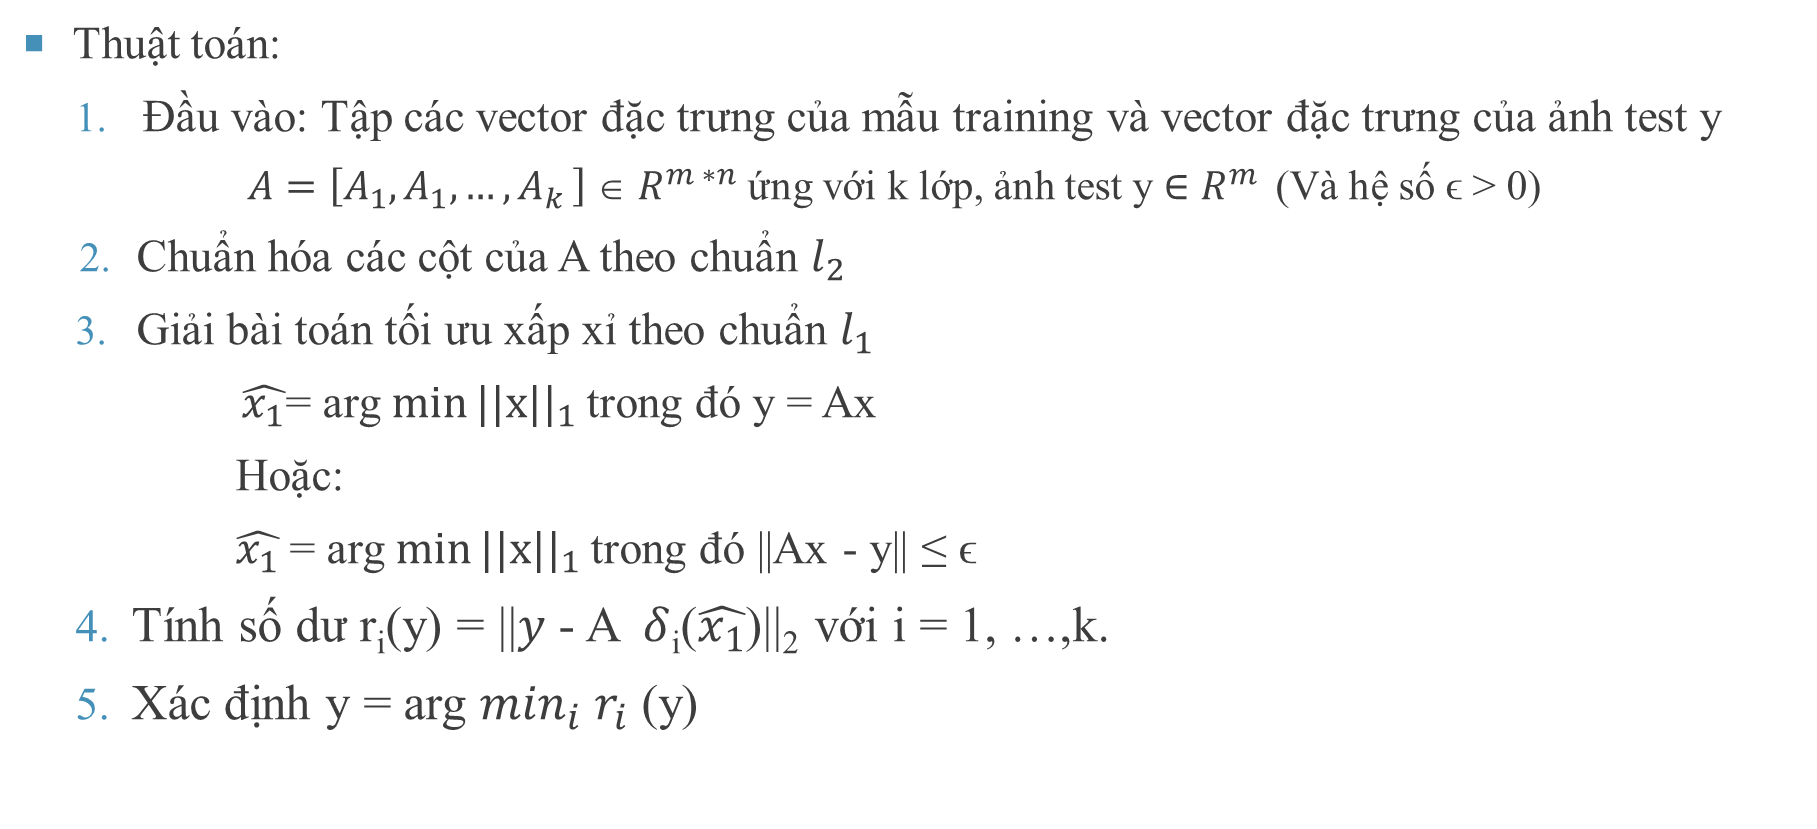 ▪ Thuật toán:
1. Đầu vào: Tập các vector đặc trưng của mẫu training và vector đặc trưng của ảnh test y
A = [A₁, A₁, … , Aₖ ] ∈ Rᵐ *ⁿ ứng với k lớp, ảnh test y ∈ Rᵐ (Và hệ số ϵ > 0)
2. Chuẩn hóa các cột của A theo chuẩn l₂
3. Giải bài toán tối ưu xấp xỉ theo chuẩn l₁
x̂₁= arg min ||x||₁ trong đó y = Ax
Hoặc:
x̂₁ = arg min ||x||₁ trong đó ||Ax - y|| ≤ ϵ
4. Tính số dư rᵢ(y) = ||y - A δᵢ(x̂₁)||₂ với i = 1, …,k.
5. Xác định y = arg minᵢ rᵢ (y)